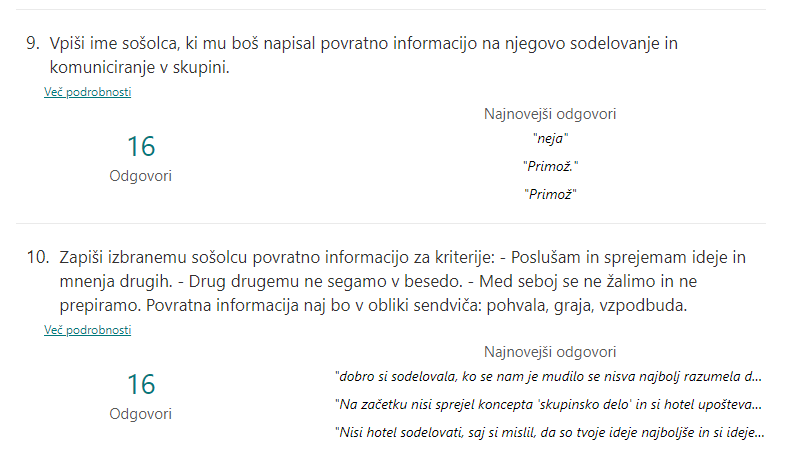 9. Vpiši ime sošolca, ki mu boš napisal povratno informacijo na njegovo sodelovanje in
komuniciranje v skupini.
Več podrobnosti
Najnovejši odgovori
16
Odgovori
"neja"
"Primož."
"Primož"
10. Zapiši izbranemu sošolcu povratno informacijo za kriterije: - Poslušam in sprejemam ideje in
mnenja drugih. - Drug drugemu ne segamo v besedo. - Med seboj se ne žalimo in ne
prepiramo. Povratna informacija naj bo v obliki sendviča: pohvala, graja, vzpodbuda.
Več podrobnosti
Najnovejši odgovori
16
Odgovori
"dobro si sodelovala, ko se nam je mudilo se nisva najbolj razumela d...
"Na začetku nisi sprejel koncepta 'skupinsko delo' in si hotel upošteva...
"Nisi hotel sodelovati, saj si mislil, da so tvoje ideje najboljše in si ideje...